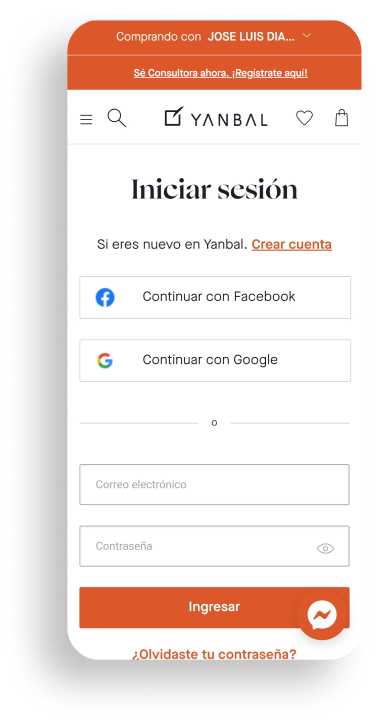 Comprando con JOSE LUIS DIA...
Sé Consultora ahora. ¡Regístrate aquí!
YANBAL
Iniciar sesión
Si eres nuevo en Yanbal. Crear cuenta
Continuar con Facebook
Continuar con Google
o
Correo electrónico
Contraseña
Ingresar
¿Olvidaste tu contraseña?